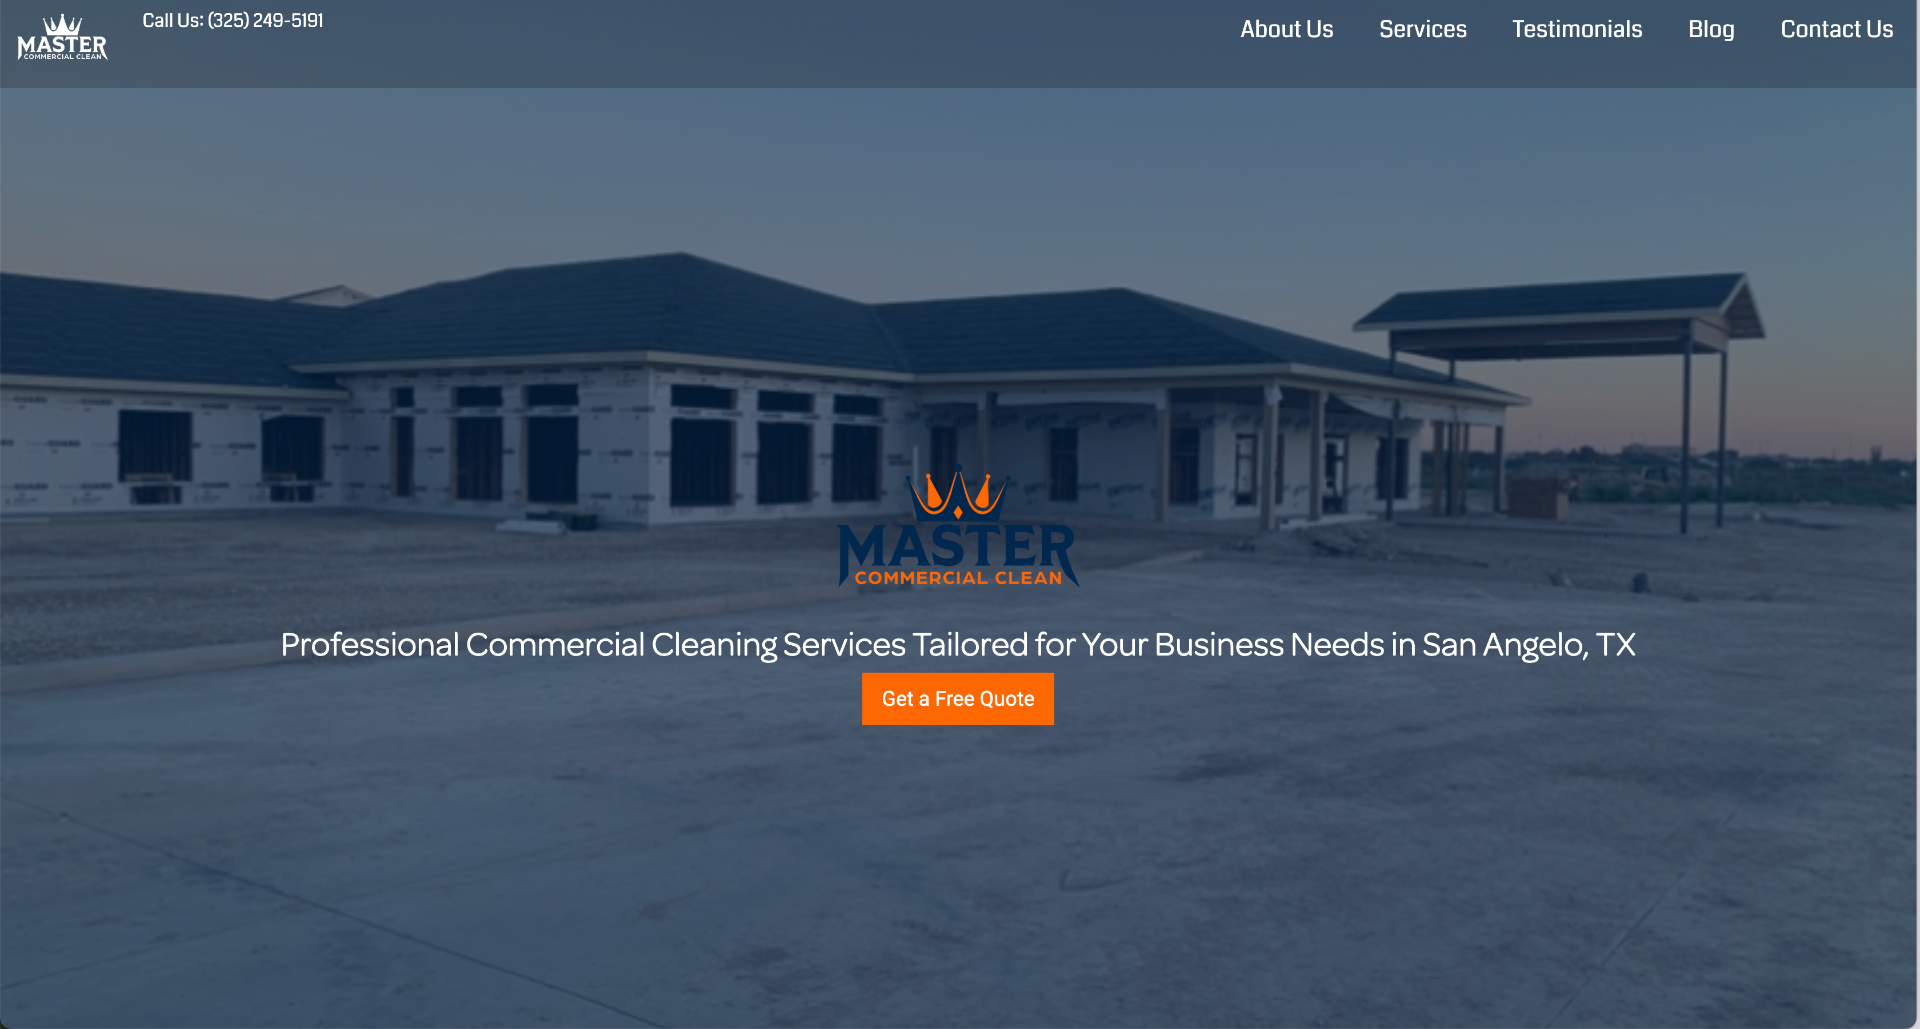 MASTER
COMMERCIAL CLEAN
Call Us: (325) 249-5191
About Us
Services
Testimonials
Blog
Contact Us
MASTER
COMMERCIAL CLEAN
Professional Commercial Cleaning Services Tailored for Your Business Needs in San Angelo, TX
Get a Free Quote